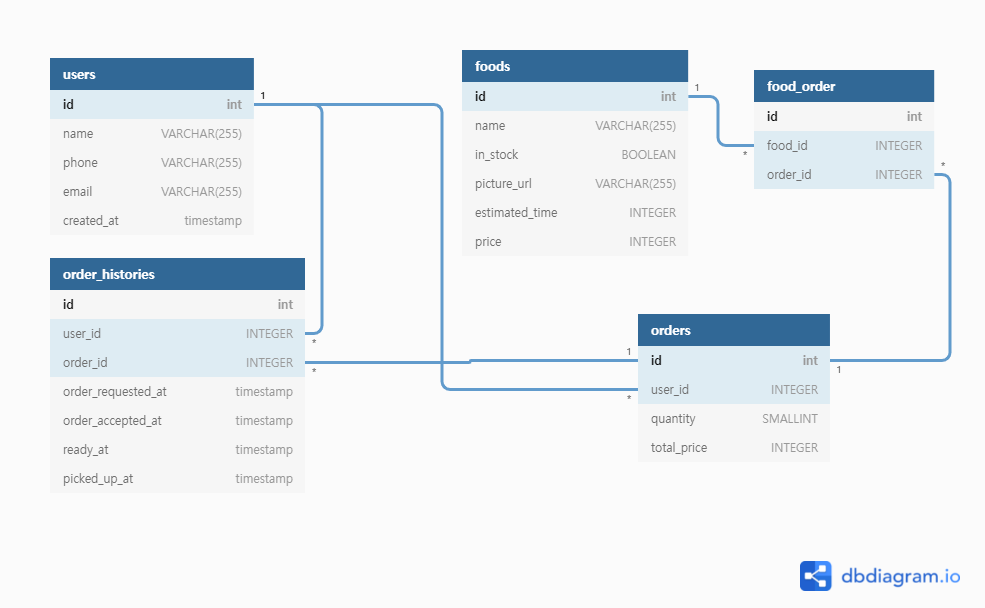 users
id int
1
name VARCHAR(255)
phone VARCHAR(255)
email VARCHAR(255)
created_at timestamp
order_histories
id int
user_id INTEGER
*
order_id INTEGER
*
order_requested_at timestamp
order_accepted_at timestamp
ready_at timestamp
picked_up_at timestamp
foods
id int
1
name VARCHAR(255)
in_stock BOOLEAN
picture_url VARCHAR(255)
estimated_time INTEGER
price INTEGER
food_order
id int
food_id INTEGER
*
order_id INTEGER
*
orders
1
id int
1
user_id INTEGER
*
quantity SMALLINT
total_price INTEGER
dbdiagram.io